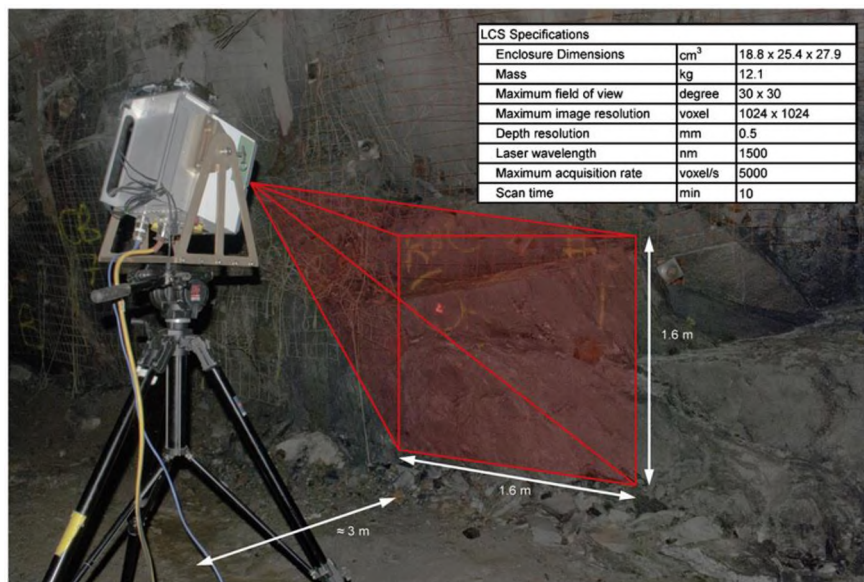 LCS Specifications
Enclosure Dimensions cm³ 18.8 x 25.4 x 27.9
Mass kg 12.1
Maximum field of view degree 30 x 30
Maximum image resolution voxel 1024 x 1024
Depth resolution mm 0.5
Laser wavelength nm 1500
Maximum acquisition rate voxel/s 5000
Scan time min 10
1.6 m
1.6 m
≈ 3 m